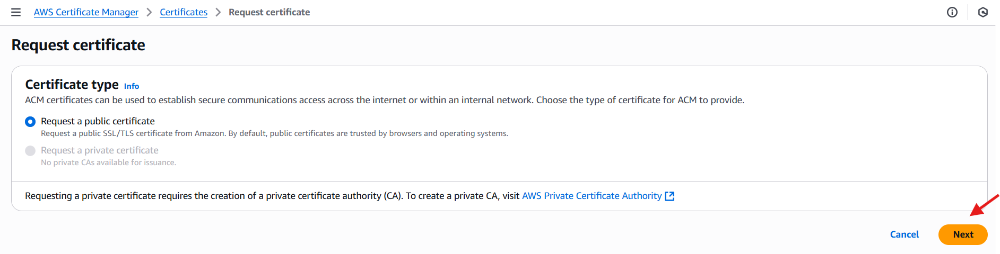 AWS Certificate Manager > Certificates > Request certificate
Request certificate
Certificate type Info
ACM certificates can be used to establish secure communications access across the internet or within an internal network. Choose the type of certificate for ACM to provide.
Request a public certificate
Request a public SSL/TLS certificate from Amazon. By default, public certificates are trusted by browsers and operating systems.
Request a private certificate
No private CAs available for issuance.
Requesting a private certificate requires the creation of a private certificate authority (CA). To create a private CA, visit AWS Private Certificate Authority
Cancel Next